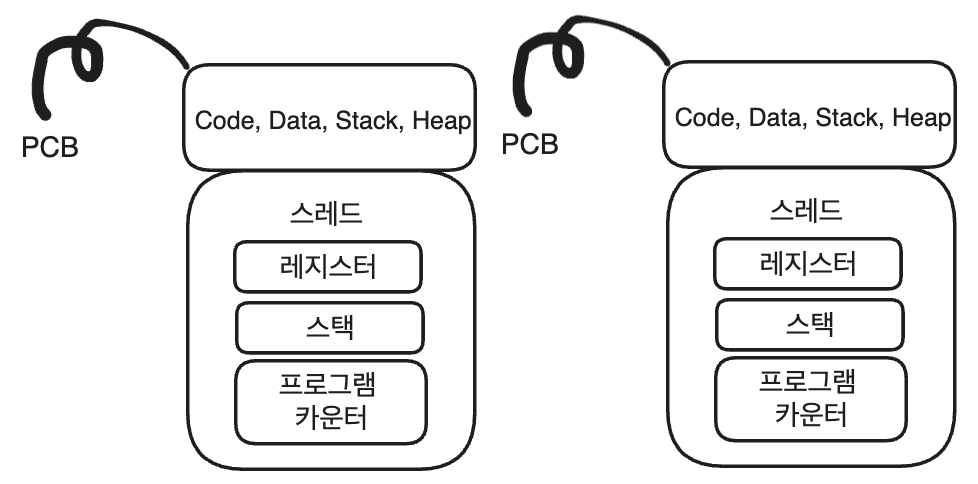 Code, Data, Stack, Heap
PCB
스레드
레지스터
스택
프로그램
카운터
Code, Data, Stack, Heap
PCB
스레드
레지스터
스택
프로그램
카운터